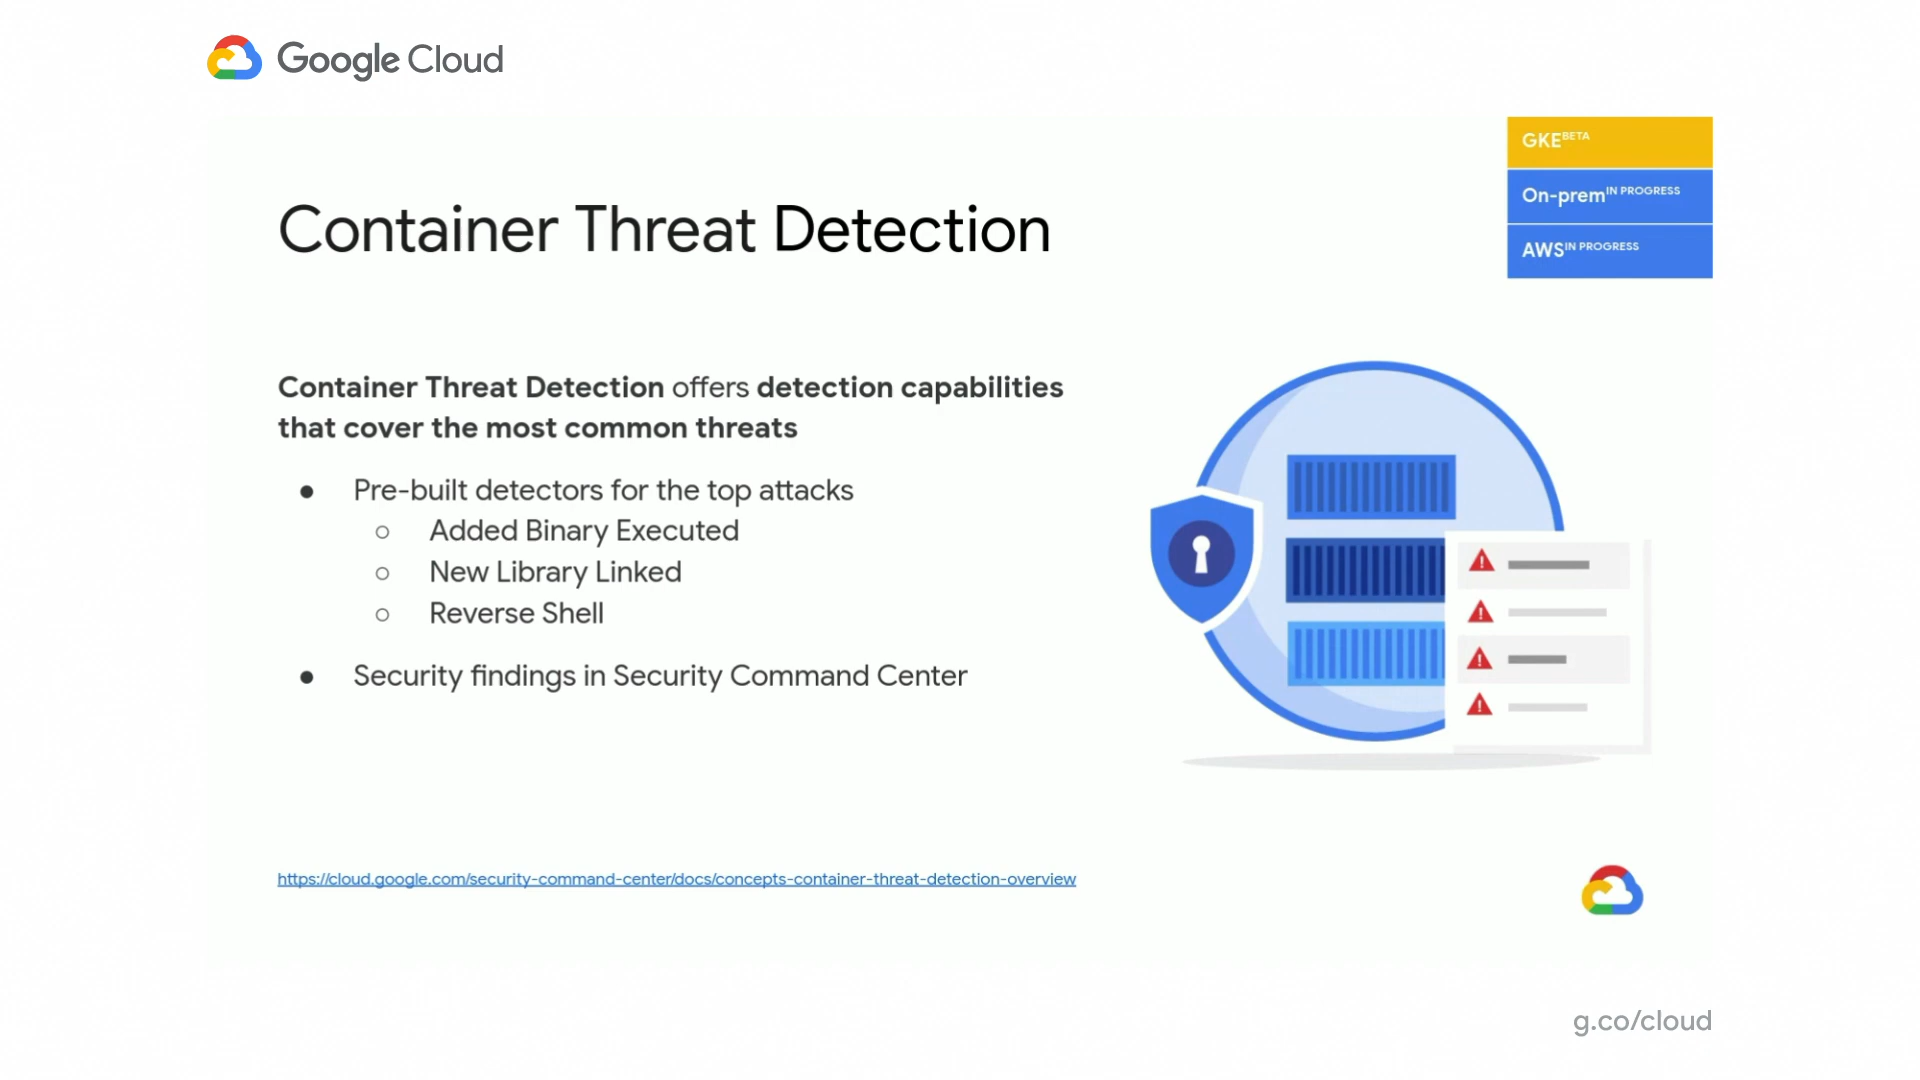 Google Cloud
GKE BETA
On-prem IN PROGRESS
AWS IN PROGRESS
Container Threat Detection
Container Threat Detection offers detection capabilities
that cover the most common threats
● Pre-built detectors for the top attacks
○ Added Binary Executed
○ New Library Linked
○ Reverse Shell
● Security findings in Security Command Center
https://cloud.google.com/security-command-center/docs/concepts-container-threat-detection-overview
g.co/cloud